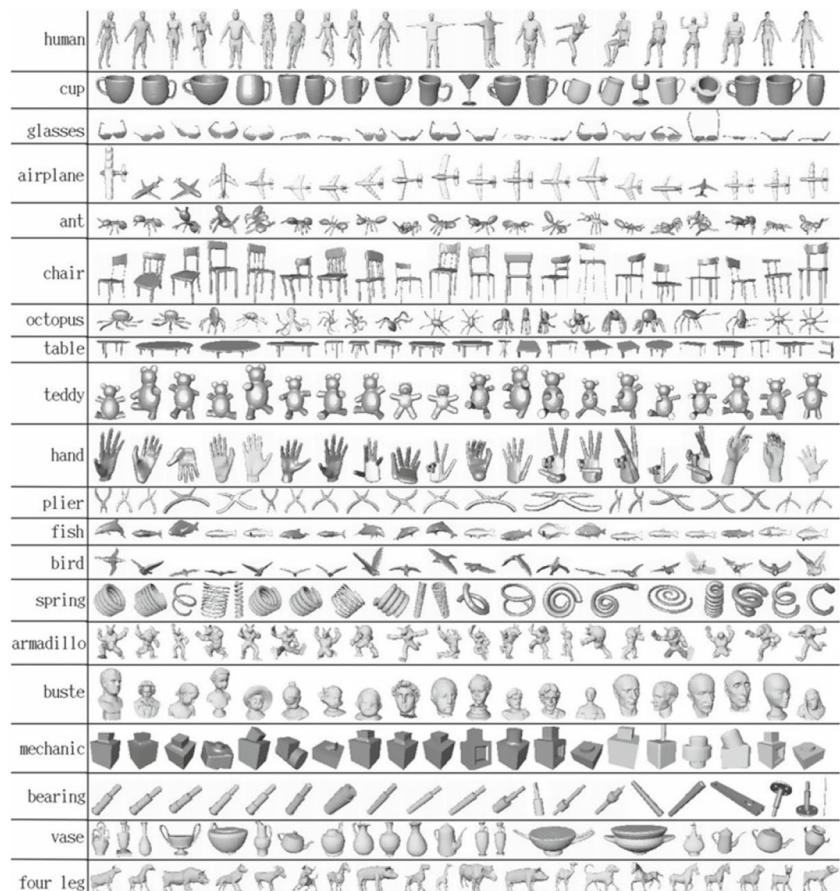 human
cup
glasses
airplane
ant
chair
octopus
table
teddy
hand
plier
fish
bird
spring
armadillo
buste
mechanic
bearing
vase
four leg